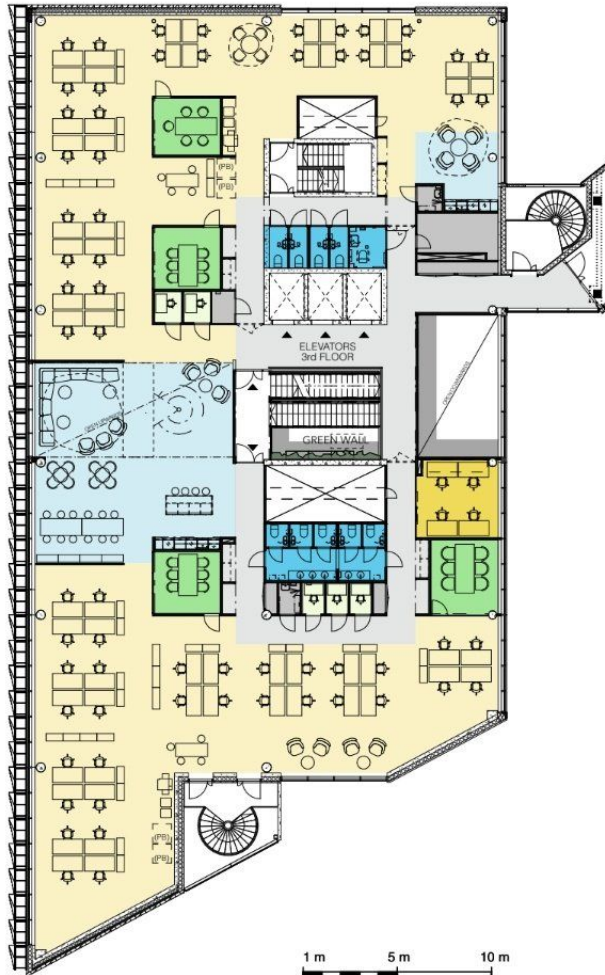 (PB)
(PB)
ELEVATORS
3rd FLOOR
GREEN WALL
(PB)
(PB)
1 m 5 m 10 m